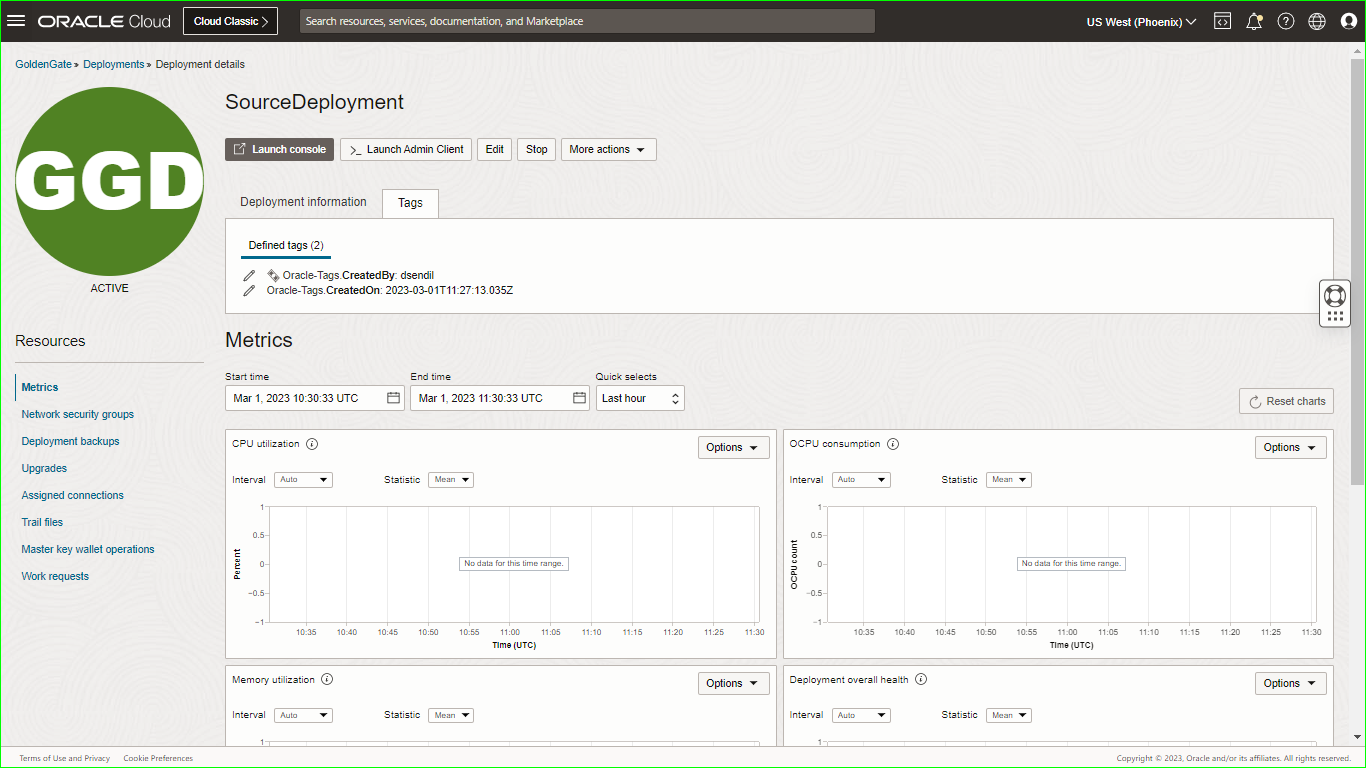 ORACLE Cloud
Cloud Classic
Search resources, services, documentation, and Marketplace
US West (Phoenix)
GoldenGate » Deployments » Deployment details
GGD
ACTIVE
SourceDeployment
Launch console
Launch Admin Client
Edit
Stop
More actions
Deployment information
Tags
Defined tags (2)
Oracle-Tags.CreatedBy: dsendil
Oracle-Tags.CreatedOn: 2023-03-01T11:27:13.035Z
Resources
Metrics
Network security groups
Deployment backups
Upgrades
Assigned connections
Trail files
Master key wallet operations
Work requests
Metrics
Start time
Mar 1, 2023 10:30:33 UTC
End time
Mar 1, 2023 11:30:33 UTC
Quick selects
Last hour
Reset charts
CPU utilization
Options
Interval Auto Statistic Mean
1
0.5
0
−0.5
−1
Percent
No data for this time range.
10:35 10:40 10:45 10:50 10:55 11:00 11:05 11:10 11:15 11:20 11:25 11:30
Time (UTC)
OCPU consumption
Options
Interval Auto Statistic Mean
1
0.5
0
−0.5
−1
OCPU count
No data for this time range.
10:35 10:40 10:45 10:50 10:55 11:00 11:05 11:10 11:15 11:20 11:25 11:30
Time (UTC)
Memory utilization
Options
Interval Auto Statistic Mean
1
Deployment overall health
Options
Interval Auto Statistic Mean
1
Terms of Use and Privacy
Cookie Preferences
Copyright © 2023, Oracle and/or its affiliates. All rights reserved.